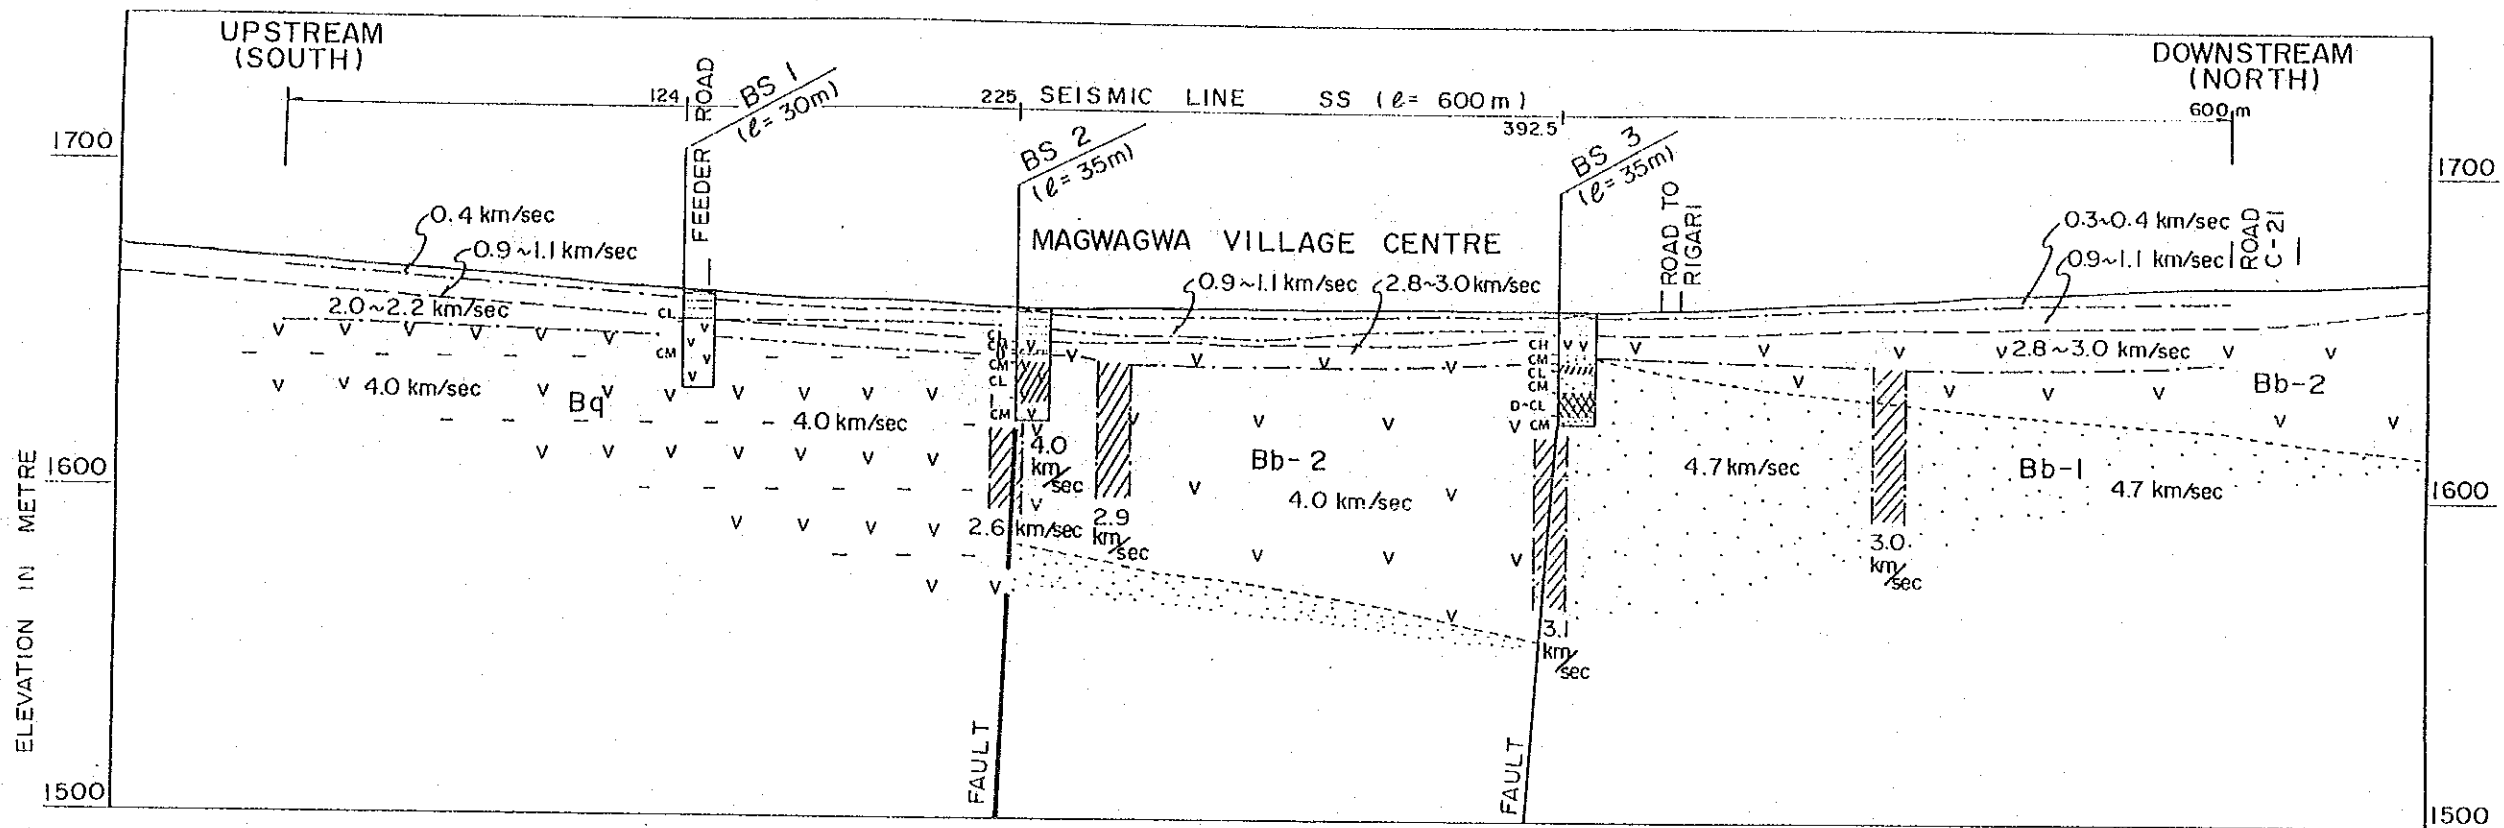 UPSTREAM
(SOUTH)
DOWNSTREAM
(NORTH)
124
FEEDER ROAD
BS 1
(ℓ= 30m)
225
SEISMIC LINE SS (ℓ= 600 m)
392.5
600 m
BS 2
(ℓ= 35m)
BS 3
(ℓ= 35m)
1700
1700
ROAD TO
RIGARI
ROAD
C-21
MAGWAGWA VILLAGE CENTRE
0.4 km/sec
0.9~1.1 km/sec
2.0~2.2 km/sec
0.9~1.1 km/sec
2.8~3.0 km/sec
0.3~0.4 km/sec
0.9~1.1 km/sec
2.8~3.0 km/sec
CL
CM
CM
CL
CM
CH
CM
CL
CM
D~CL
CM
4.0 km/sec
Bq
4.0 km/sec
4.0
km/sec
Bb-2
4.0 km/sec
4.7 km/sec
Bb-1
4.7 km/sec
Bb-2
2.6 km/sec
2.9
km/sec
3.1
km/sec
3.0
km/sec
1600
1600
FAULT
FAULT
ELEVATION IN METRE
1500
1500